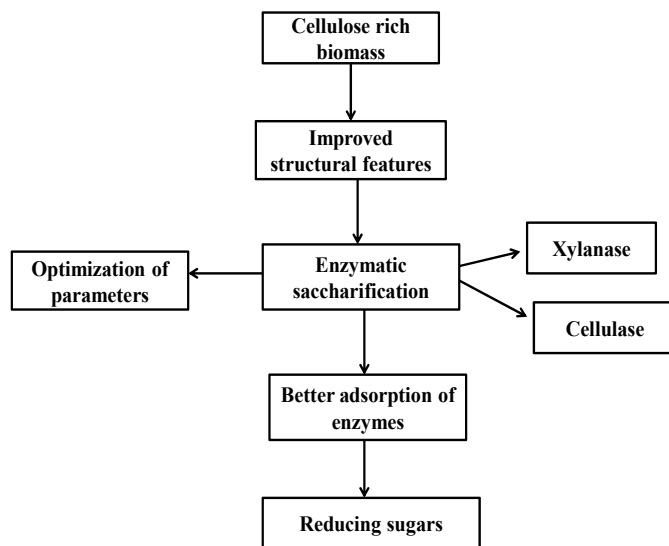 Cellulose rich
biomass
Improved
structural features
Optimization of
parameters
Enzymatic
saccharification
Xylanase
Cellulase
Better adsorption of
enzymes
Reducing sugars